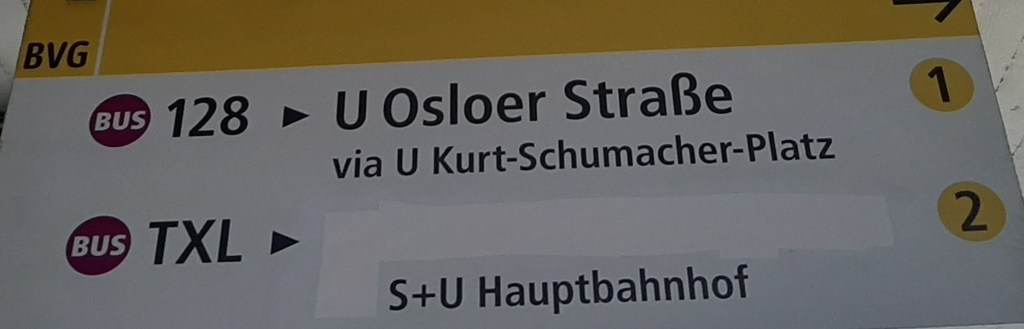 BVG
BUS 128 ► U Osloer Straße 1
via U Kurt-Schumacher-Platz
BUS TXL ► 2
S+U Hauptbahnhof